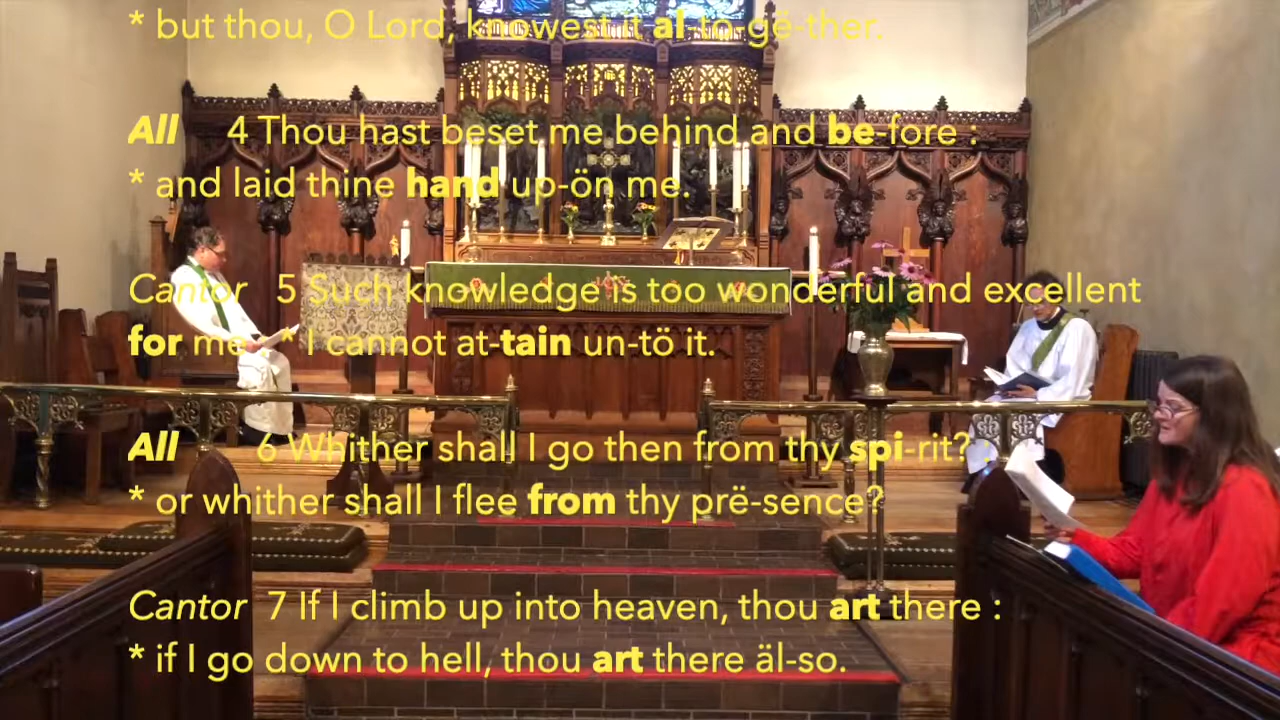 * but thou, O Lord, knowest it al-to-gë-ther.
All 4 Thou hast beset me behind and be-fore :
* and laid thine hand up-ön me.
Cantor 5 Such knowledge is too wonderful and excellent
for me : * I cannot at-tain un-tö it.
All 6 Whither shall I go then from thy spi-rit? :
* or whither shall I flee from thy prë-sence?
Cantor 7 If I climb up into heaven, thou art there :
* if I go down to hell, thou art there äl-so.